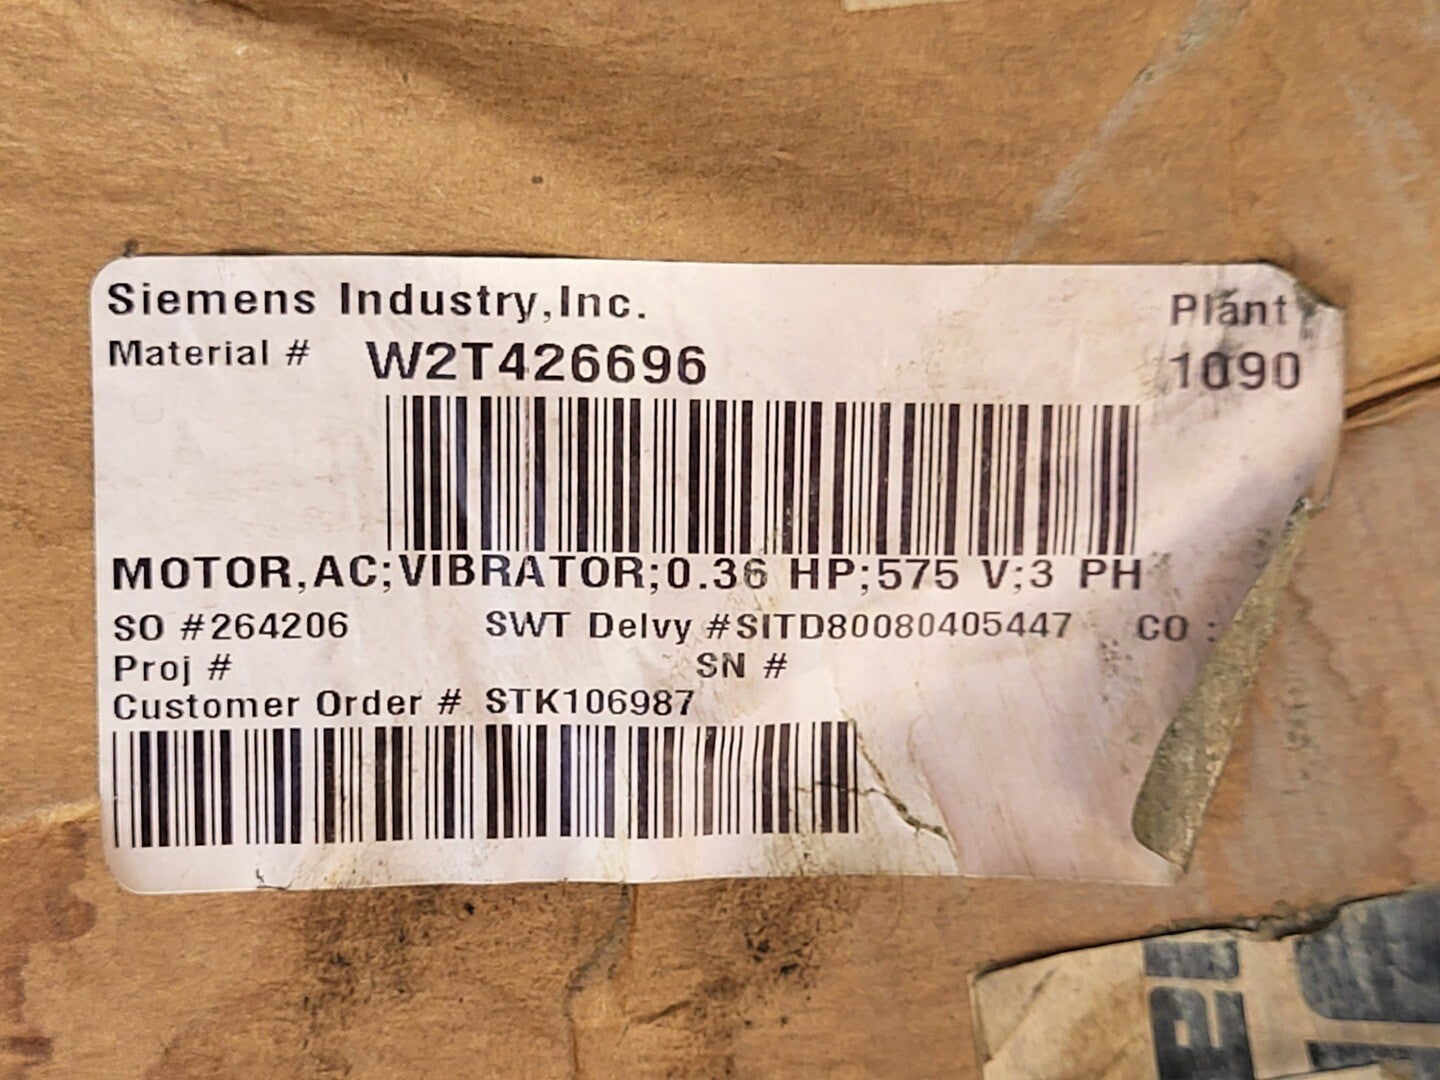 Siemens Industry,Inc.
Plant
Material # W2T426696
1090
MOTOR,AC;VIBRATOR;0.36 HP;575 V;3 PH
SO #264206 SWT Delvy #SITD80080405447 CO :
Proj # SN #
Customer Order # STK106987